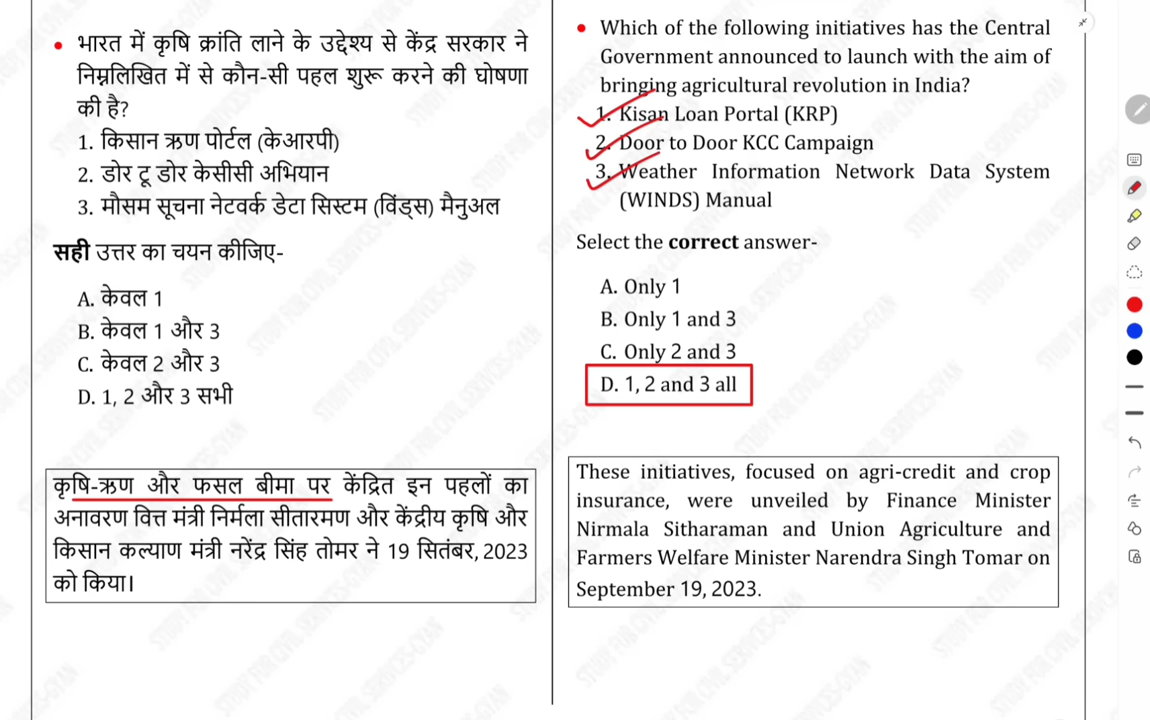 • भारत में कृषि क्रांति लाने के उद्देश्य से केंद्र सरकार ने
निम्नलिखित में से कौन-सी पहल शुरू करने की घोषणा
की है?
1. किसान ऋण पोर्टल (केआरपी)
2. डोर टू डोर केसीसी अभियान
3. मौसम सूचना नेटवर्क डेटा सिस्टम (विंड्स) मैनुअल
सही उत्तर का चयन कीजिए-
A. केवल 1
B. केवल 1 और 3
C. केवल 2 और 3
D. 1, 2 और 3 सभी
कृषि-ऋण और फसल बीमा पर केंद्रित इन पहलों का
अनावरण वित्त मंत्री निर्मला सीतारमण और केंद्रीय कृषि और
किसान कल्याण मंत्री नरेंद्र सिंह तोमर ने 19 सितंबर, 2023
को किया।
• Which of the following initiatives has the Central
Government announced to launch with the aim of
bringing agricultural revolution in India?
1. Kisan Loan Portal (KRP)
2. Door to Door KCC Campaign
3. Weather Information Network Data System
(WINDS) Manual
Select the correct answer-
A. Only 1
B. Only 1 and 3
C. Only 2 and 3
D. 1, 2 and 3 all
These initiatives, focused on agri-credit and crop
insurance, were unveiled by Finance Minister
Nirmala Sitharaman and Union Agriculture and
Farmers Welfare Minister Narendra Singh Tomar on
September 19, 2023.
STUDY FOR CIVIL SERVICES-GYAN